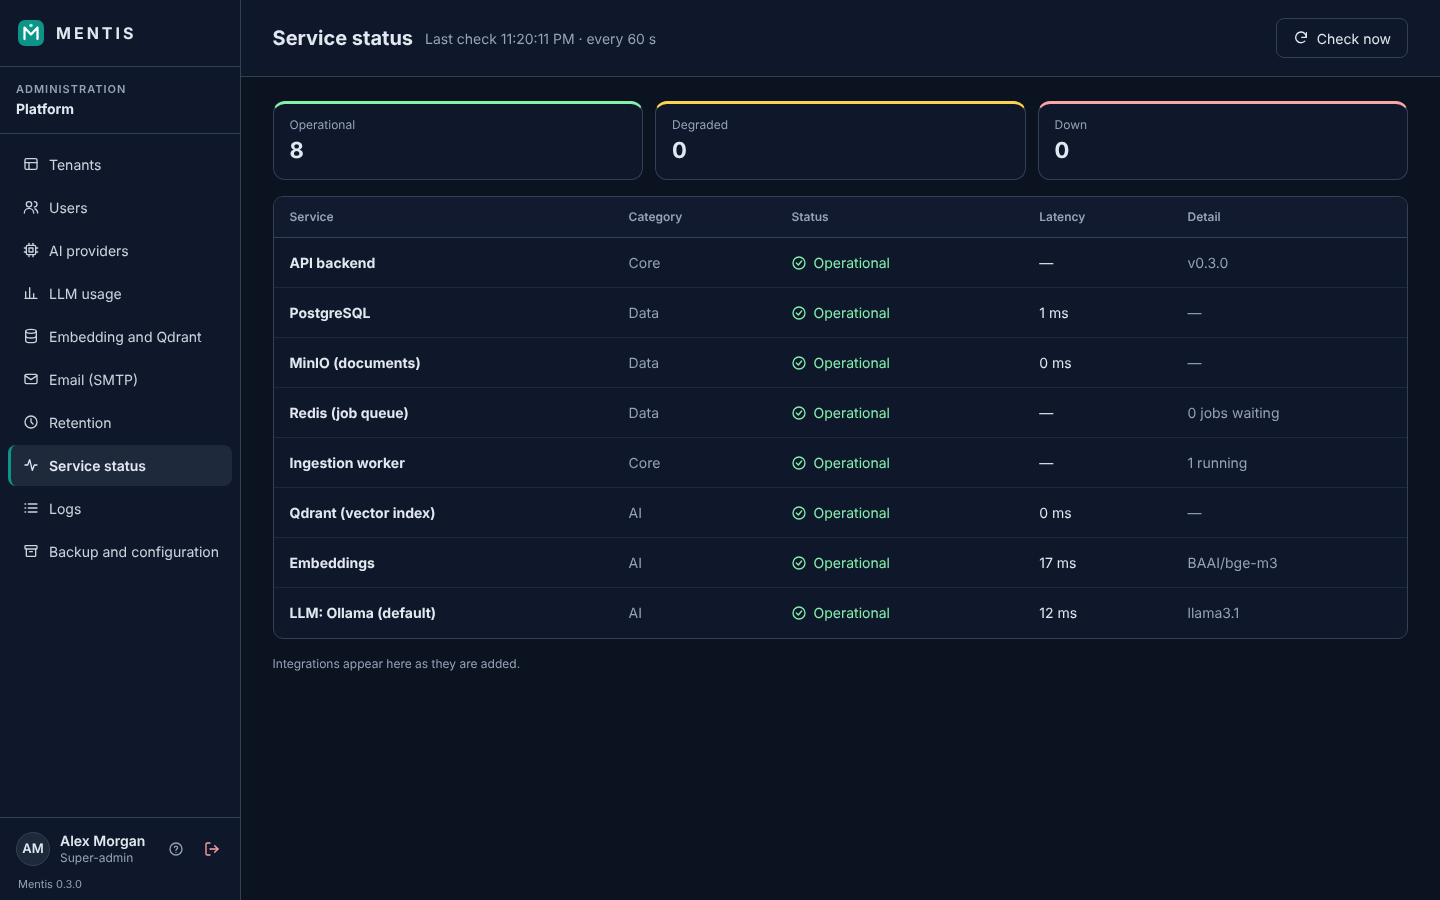 MENTIS
ADMINISTRATION
Platform
Tenants
Users
AI providers
LLM usage
Embedding and Qdrant
Email (SMTP)
Retention
Service status
Logs
Backup and configuration
AM
Alex Morgan
Super-admin
Mentis 0.3.0
Service status Last check 11:20:11 PM · every 60 s
Check now
Operational
8
Degraded
0
Down
0
Service Category Status Latency Detail
API backend Core Operational — v0.3.0
PostgreSQL Data Operational 1 ms —
MinIO (documents) Data Operational 0 ms —
Redis (job queue) Data Operational — 0 jobs waiting
Ingestion worker Core Operational — 1 running
Qdrant (vector index) AI Operational 0 ms —
Embeddings AI Operational 17 ms BAAI/bge-m3
LLM: Ollama (default) AI Operational 12 ms llama3.1
Integrations appear here as they are added.